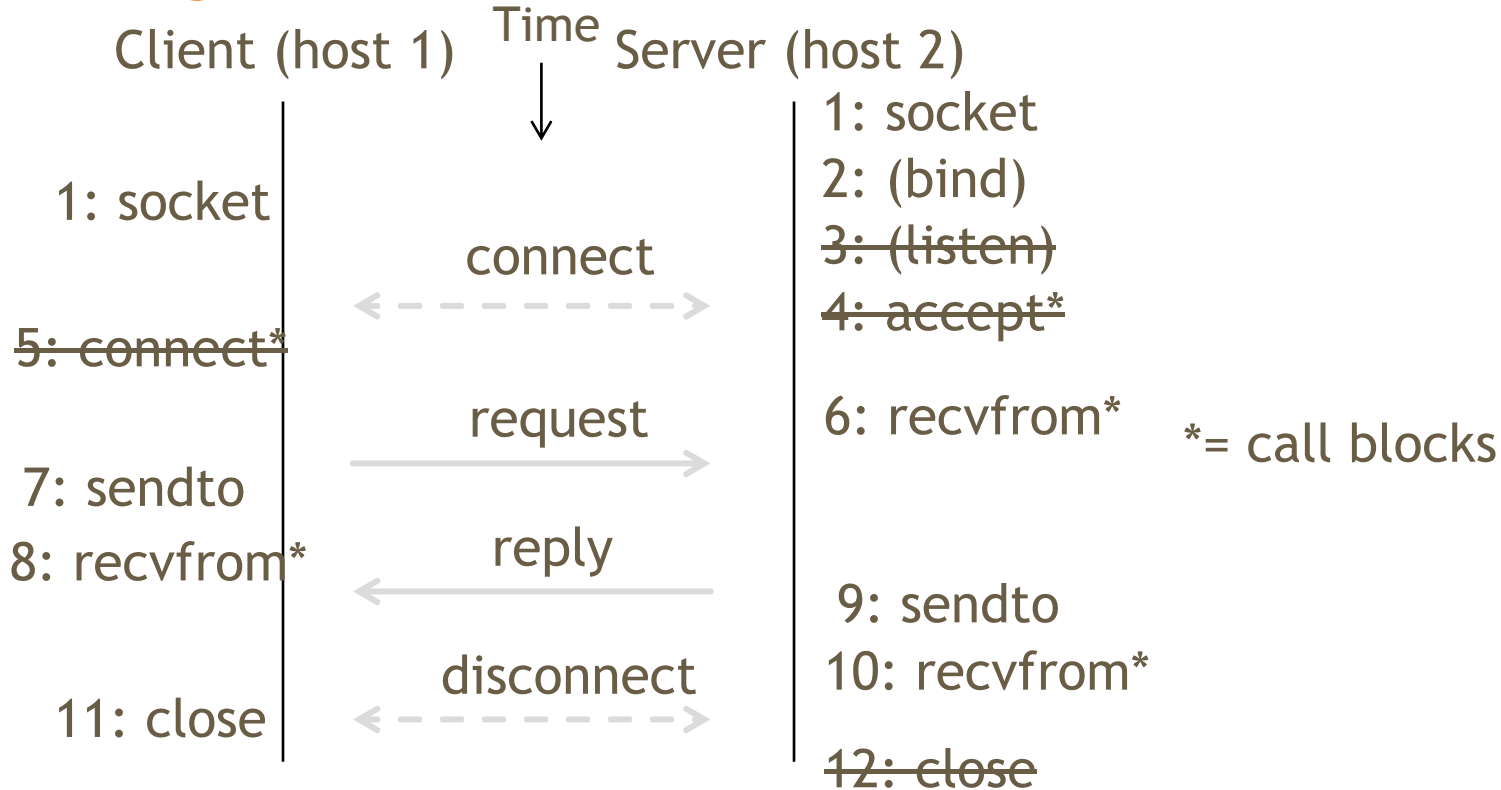 Client (host 1)
Time
Server (host 2)
1: socket
2: (bind)
1: socket
3: (listen)
connect
4: accept*
5: connect*
6: recvfrom*
request
*= call blocks
7: sendto
reply
8: recvfrom*
9: sendto
10: recvfrom*
disconnect
11: close
12: close